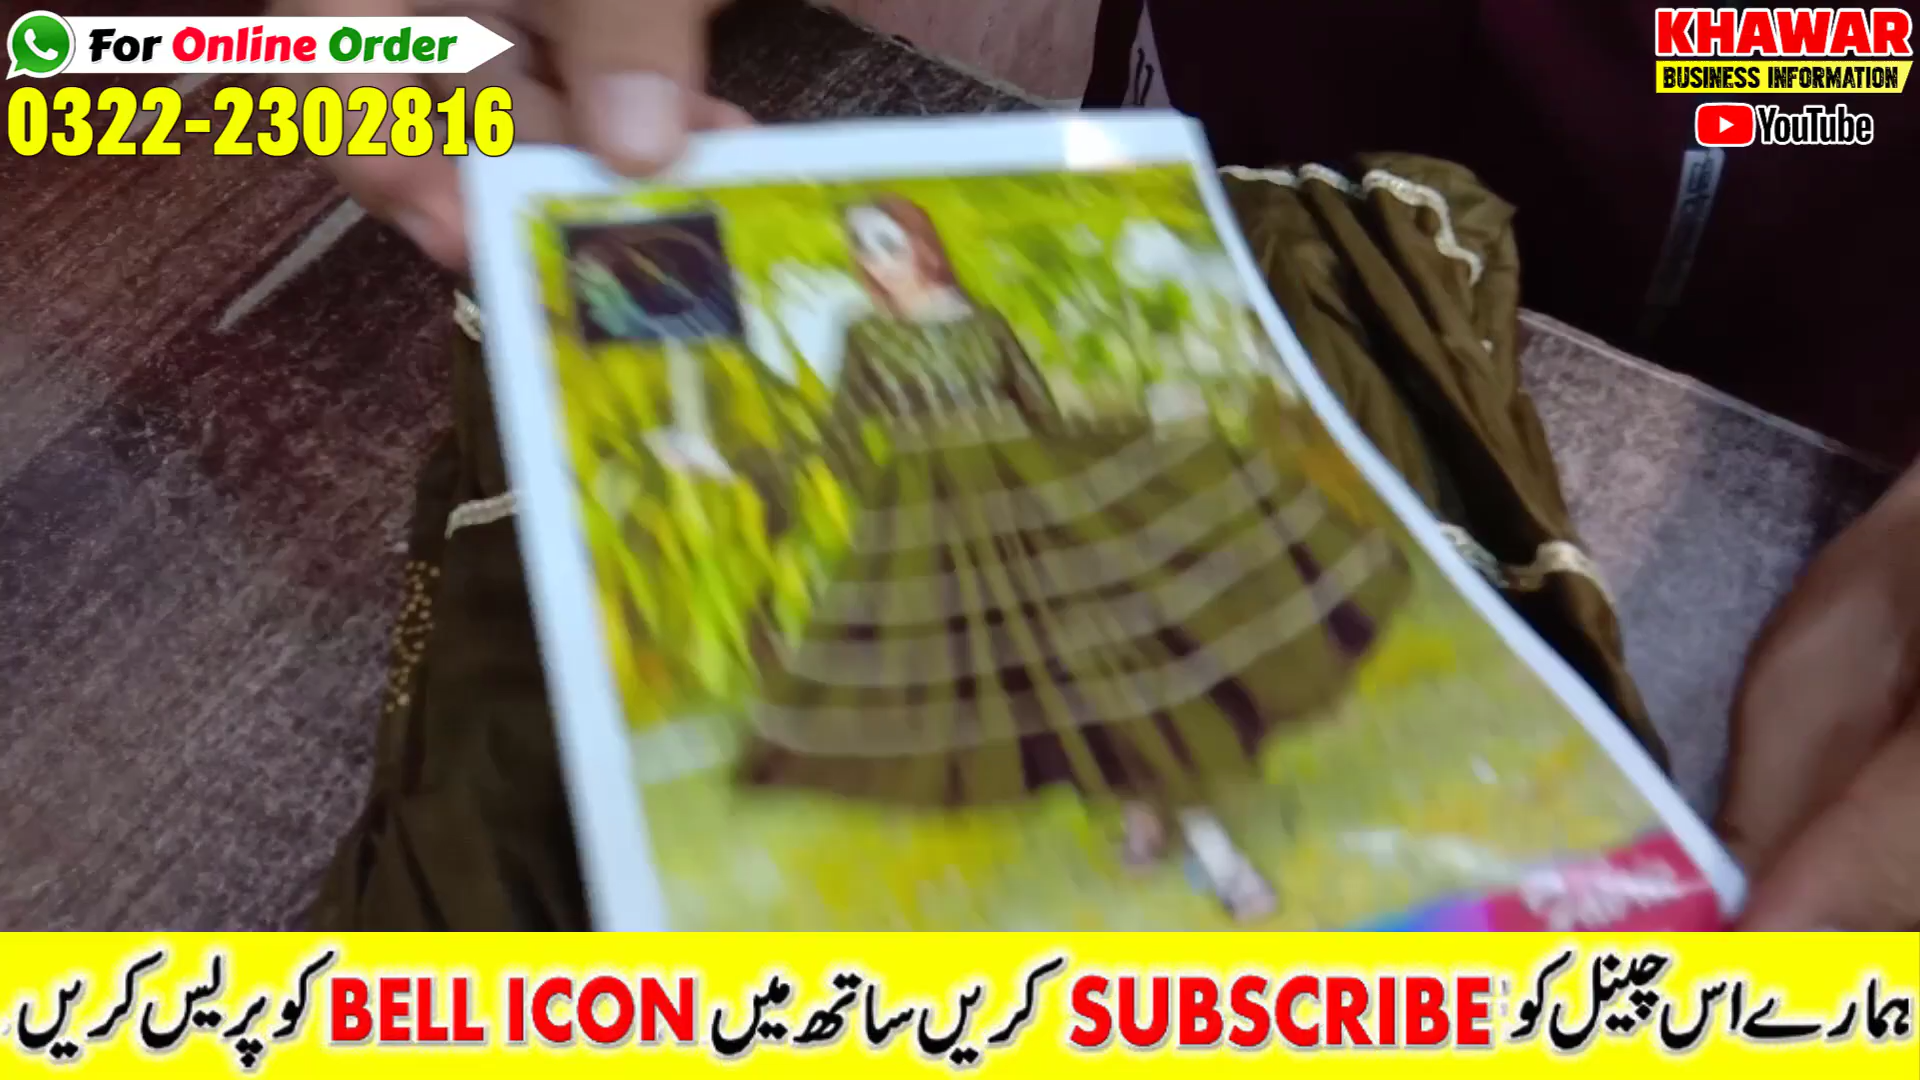 For Online Order
0322-2302816
KHAWAR
BUSINESS INFORMATION
YouTube
ہمارے اس چینل کو SUBSCRIBE کریں ساتھ میں BELL ICON کو پریس کریں